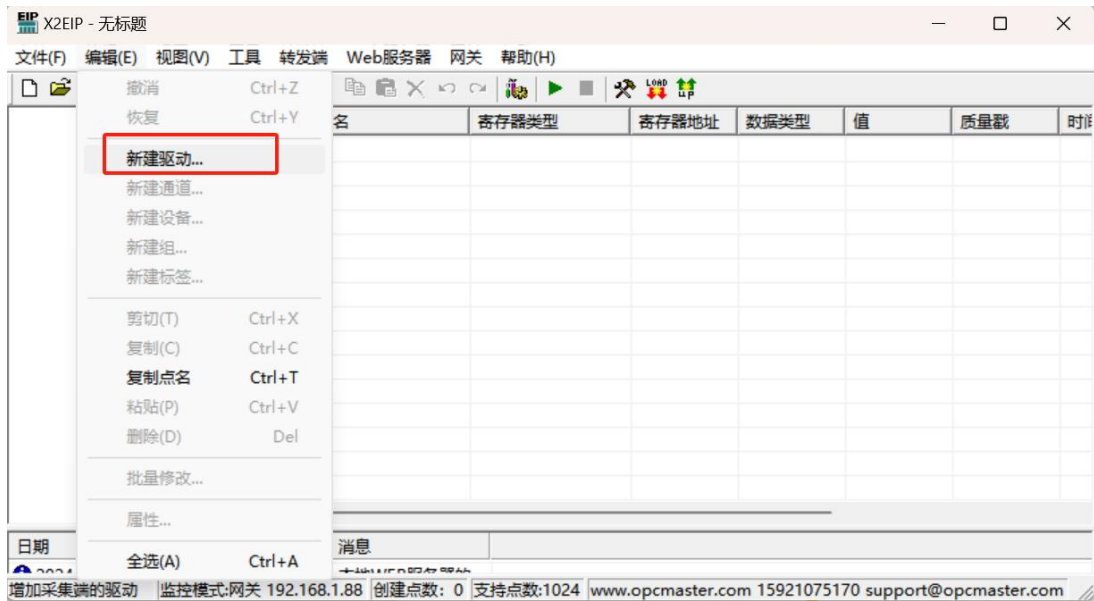 EIP X2EIP - 无标题
文件(F) 编辑(E) 视图(V) 工具 转发端 Web服务器 网关 帮助(H)
LOAD UP
撤消 Ctrl+Z
恢复 Ctrl+Y
新建驱动...
新建通道...
新建设备...
新建组...
新建标签...
剪切(T) Ctrl+X
复制(C) Ctrl+C
复制点名 Ctrl+T
粘贴(P) Ctrl+V
删除(D) Del
批量修改...
属性...
全选(A) Ctrl+A
名 寄存器类型 寄存器地址 数据类型 值 质量戳 时间
日期 消息
增加采集端的驱动 监控模式:网关 192.168.1.88 创建点数: 0 支持点数:1024 www.opcmaster.com 15921075170 support@opcmaster.com